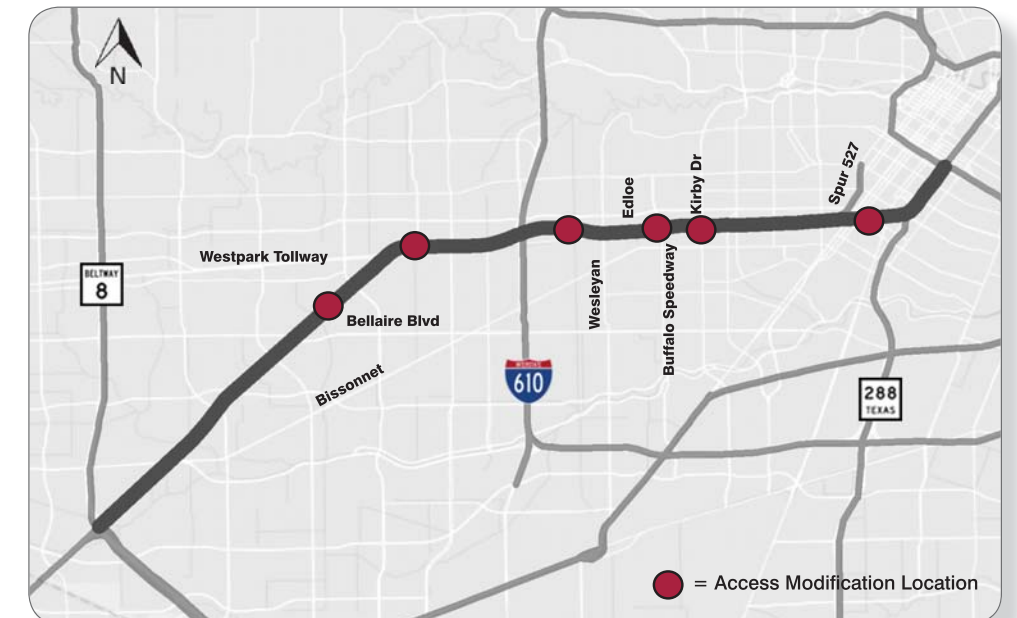 N
Spur 527
Kirby Dr
Edloe
Westpark Tollway
BELTWAY
8
Wesleyan
Buffalo Speedway
Bellaire Blvd
Bissonnet
610
288
TEXAS
= Access Modification Location